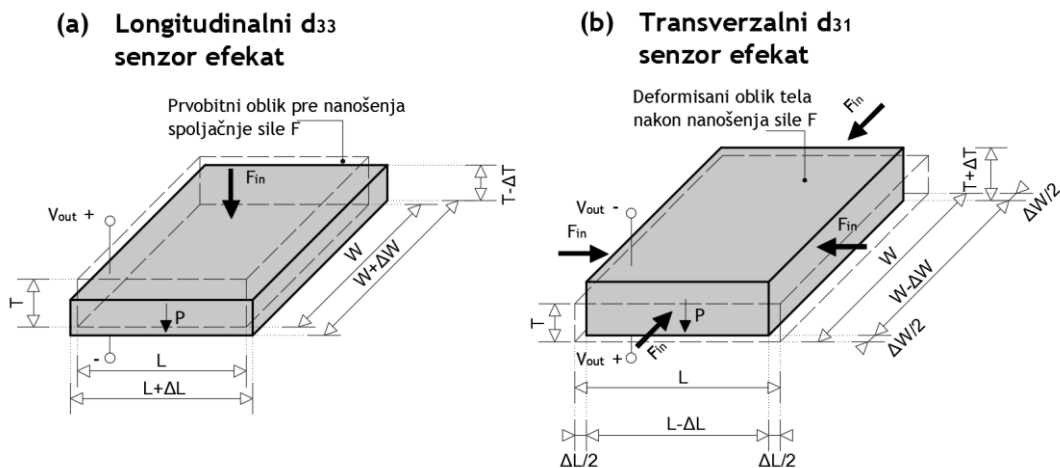 (a) Longitudinalni d33
senzor efekat
Prvobitni oblik pre nanošenja
spoljačnje sile F
Fin
Vout +
T-ΔT
W
W+ΔW
T
P
-
L
L+ΔL
(b) Transverzalni d31
senzor efekat
Deformisani oblik tela
nakon nanošenja sile F
Fin
T+ΔT
ΔW/2
Vout -
Fin
Fin
W
W-ΔW
T
P
Fin
ΔW/2
Vout +
L
L-ΔL
ΔL/2
ΔL/2